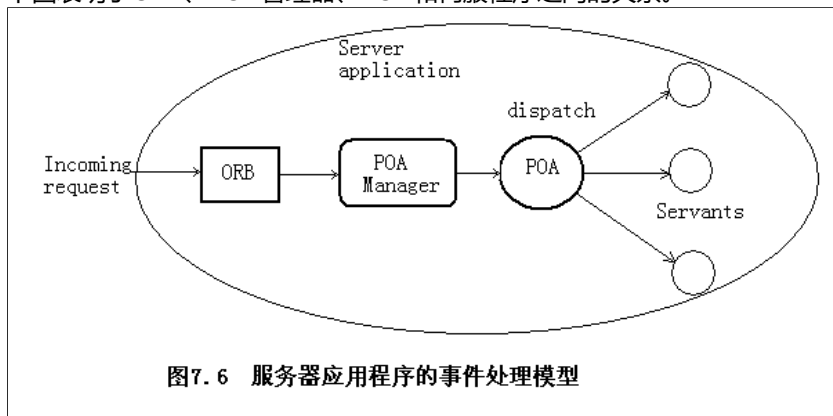 Server
application
dispatch
Incoming
request
ORB
POA
Manager
POA
Servants
图7.6 服务器应用程序的事件处理模型